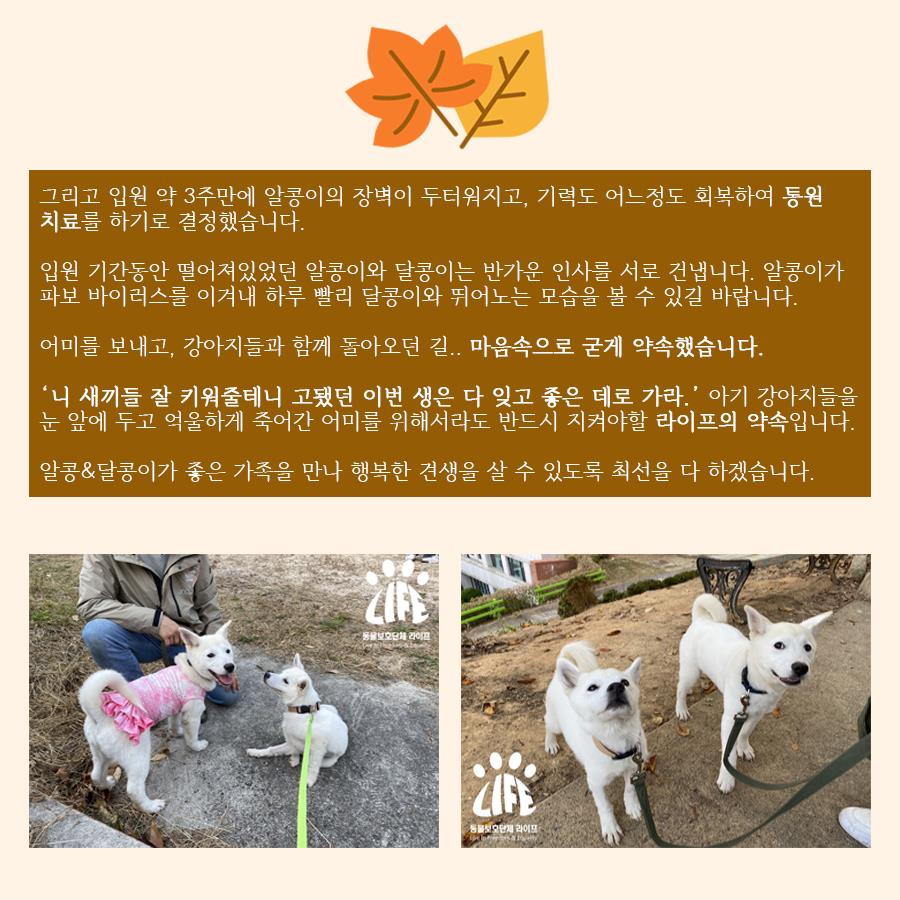 그리고 입원 약 3주만에 알콩이의 장벽이 두터워지고, 기력도 어느정도 회복하여 통원
치료를 하기로 결정했습니다.
입원 기간동안 떨어져있었던 알콩이와 달콩이는 반가운 인사를 서로 건냅니다. 알콩이가
파보 바이러스를 이겨내 하루 빨리 달콩이와 뛰어노는 모습을 볼 수 있길 바랍니다.
어미를 보내고, 강아지들과 함께 돌아오던 길.. 마음속으로 굳게 약속했습니다.
‘니 새끼들 잘 키워줄테니 고됐던 이번 생은 다 잊고 좋은 데로 가라.’ 아기 강아지들을
눈 앞에 두고 억울하게 죽어간 어미를 위해서라도 반드시 지켜야할 라이프의 약속입니다.
알콩&달콩이가 좋은 가족을 만나 행복한 견생을 살 수 있도록 최선을 다 하겠습니다.
LIFE
동물보호단체 라이프
Live In Freedom & Equality
LIFE
동물보호단체 라이프
Live In Freedom & Equality